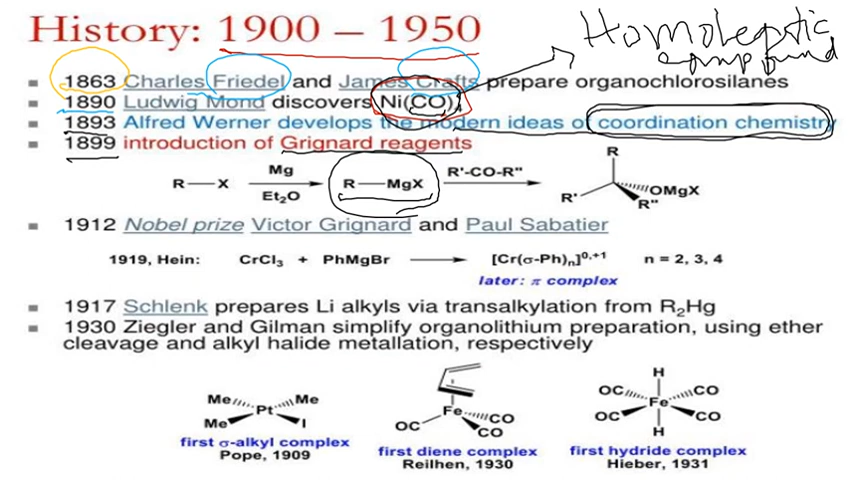 History: 1900 – 1950
Homoleptic
compound
1863 Charles Friedel and James Crafts prepare organochlorosilanes
1890 Ludwig Mond discovers Ni(CO)4
1893 Alfred Werner develops the modern ideas of coordination chemistry
1899 introduction of Grignard reagents
R—X Mg Et2O R—MgX R'-CO-R" R R' R" OMgX
1912 Nobel prize Victor Grignard and Paul Sabatier
1919, Hein: CrCl3 + PhMgBr [Cr(σ-Ph)n]0,+1 n = 2, 3, 4
later: π complex
1917 Schlenk prepares Li alkyls via transalkylation from R2Hg
1930 Ziegler and Gilman simplify organolithium preparation, using ether
cleavage and alkyl halide metallation, respectively
Me Me Pt Me I
OC Fe CO CO
H OC CO Fe OC CO H
first σ-alkyl complex
Pope, 1909
first diene complex
Reilhen, 1930
first hydride complex
Hieber, 1931